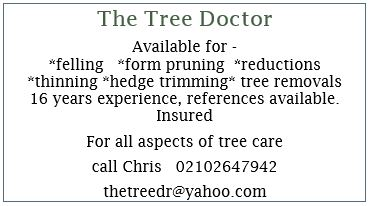 The Tree Doctor
Available for -
*felling *form pruning *reductions
*thinning *hedge trimming* tree removals
16 years experience, references available.
Insured
For all aspects of tree care
call Chris 02102647942
thetreedr@yahoo.com